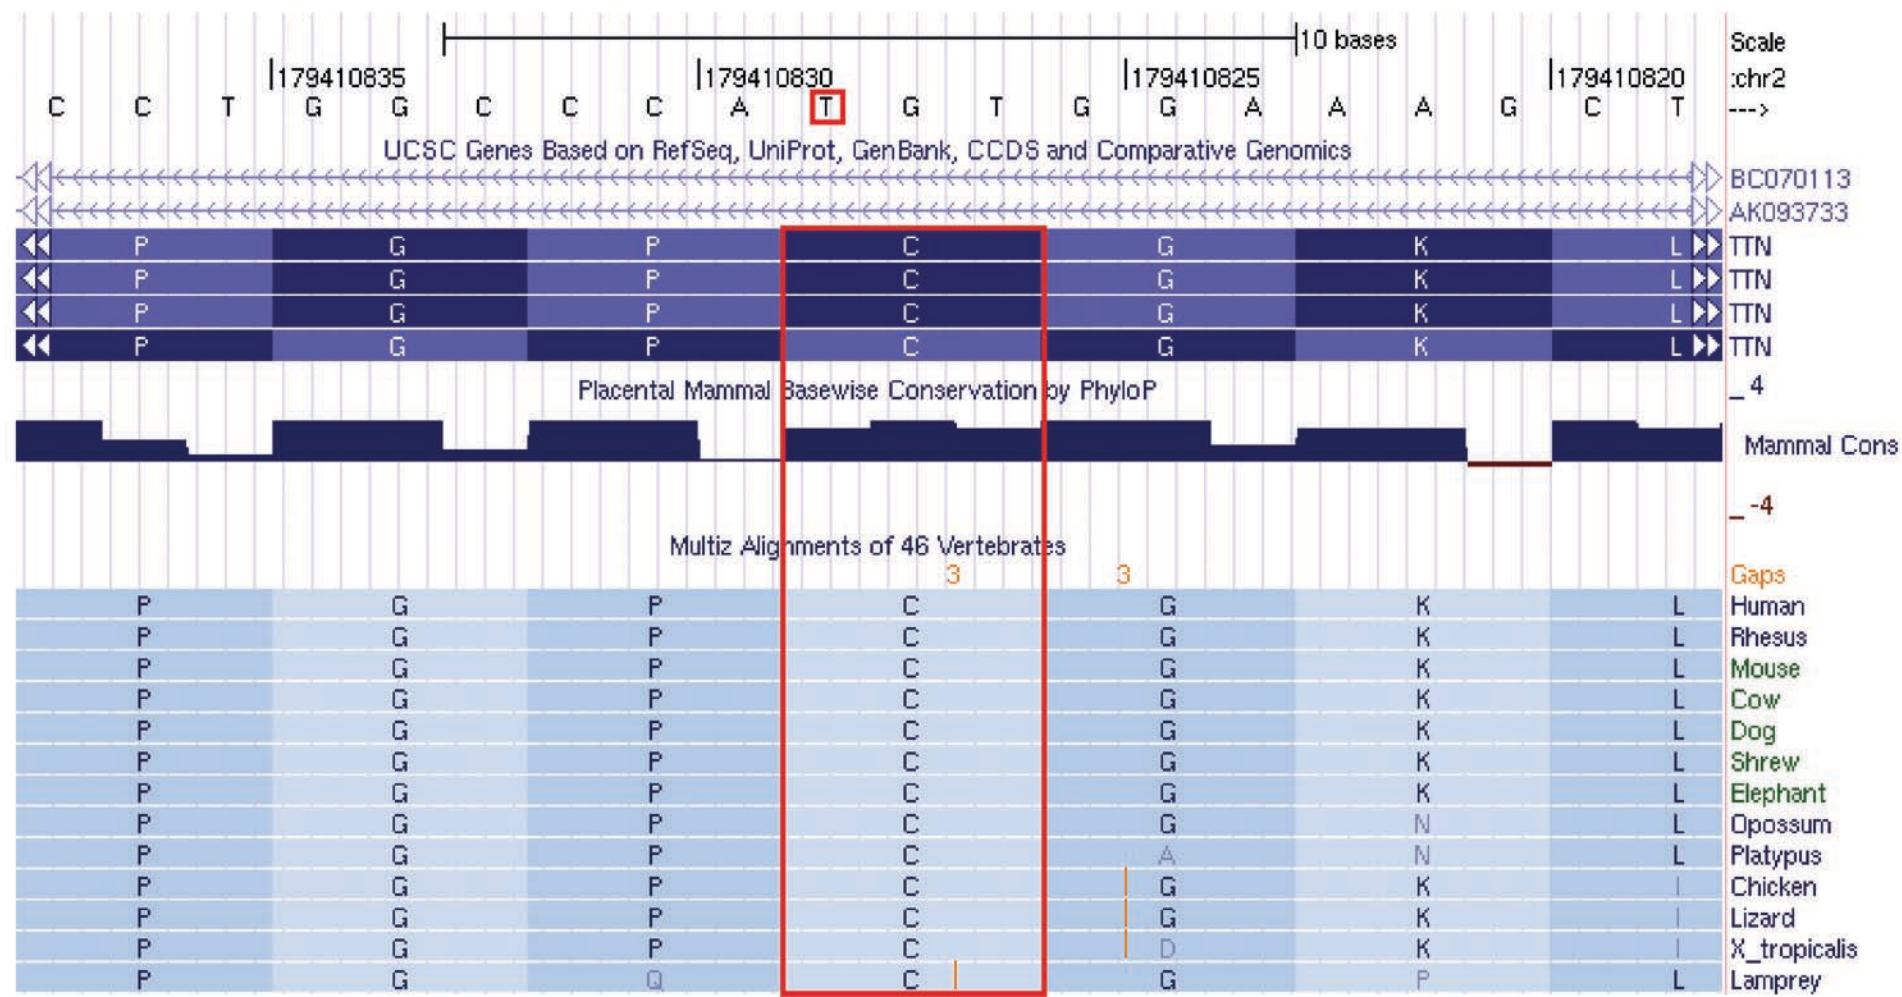 10 bases Scale
179410835 179410830 179410825 179410820 :chr2
C C T G G C C C A T G T G G A A A G C T --->
UCSC Genes Based on RefSeq, UniProt, GenBank, CCDS and Comparative Genomics
BC070113
AK093733
P G P C G K L TTN
P G P C G K L TTN
P G P C G K L TTN
P G P C G K L TTN
Placental Mammal Basewise Conservation by PhyloP
_ 4
Mammal Cons
_ -4
Multiz Alignments of 46 Vertebrates
3 3 Gaps
P G P C G K L Human
P G P C G K L Rhesus
P G P C G K L Mouse
P G P C G K L Cow
P G P C G K L Dog
P G P C G K L Shrew
P G P C G K L Elephant
P G P C G N L Opossum
P G P C A N L Platypus
P G P C G K I Chicken
P G P C G K I Lizard
P G P C D K I X_tropicalis
P G Q C G P L Lamprey